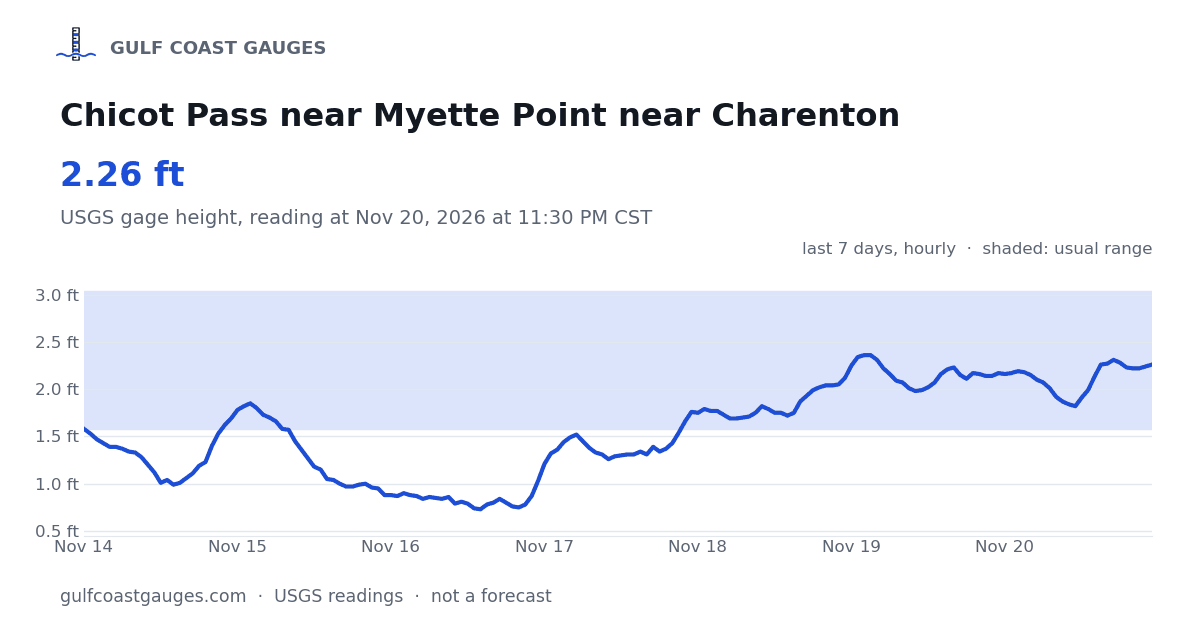 GULF COAST GAUGES
Chicot Pass near Myette Point near Charenton
2.26 ft
USGS gage height, reading at Nov 20, 2026 at 11:30 PM CST
last 7 days, hourly · shaded: usual range
3.0 ft
2.5 ft
2.0 ft
1.5 ft
1.0 ft
0.5 ft
Nov 14 Nov 15 Nov 16 Nov 17 Nov 18 Nov 19 Nov 20
gulfcoastgauges.com · USGS readings · not a forecast